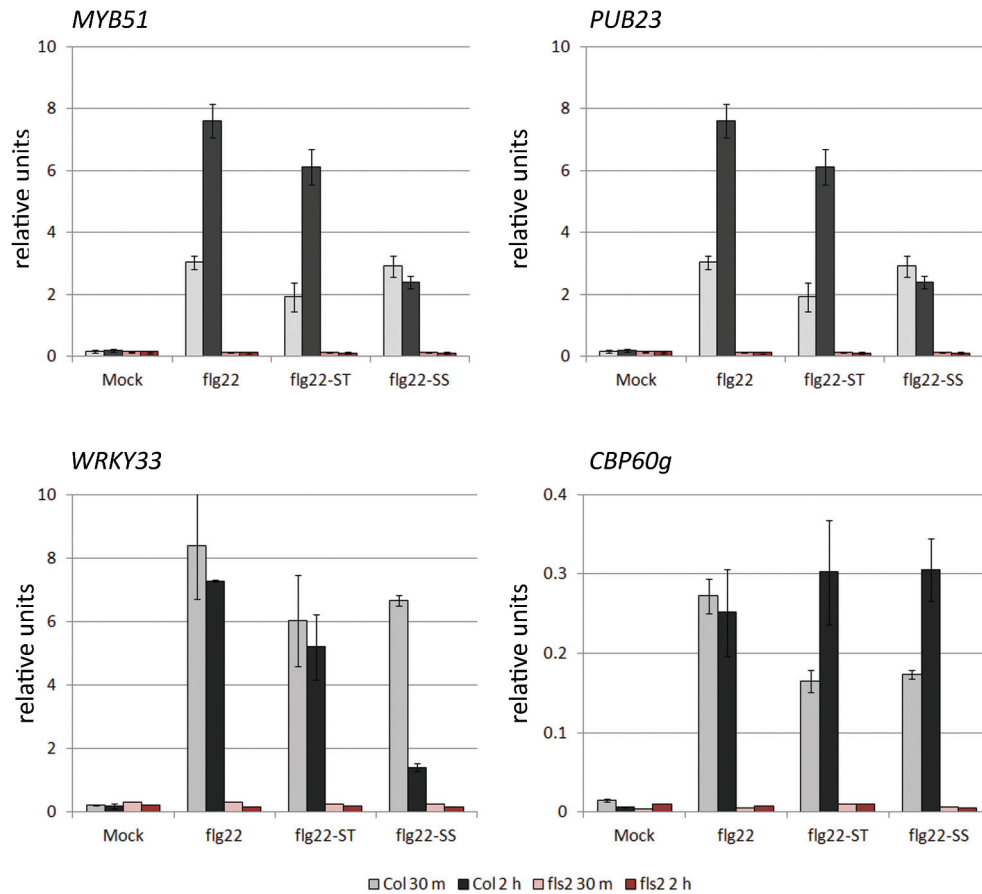 MYB51
PUB23
relative units
10
8
6
4
2
0
Mock flg22 flg22-ST flg22-SS
relative units
10
8
6
4
2
0
Mock flg22 flg22-ST flg22-SS
WRKY33
CBP60g
relative units
10
8
6
4
2
0
Mock flg22 flg22-ST flg22-SS
relative units
0.4
0.3
0.2
0.1
0
Mock flg22 flg22-ST flg22-SS
Col 30 m Col 2 h fls2 30 m fls2 2 h